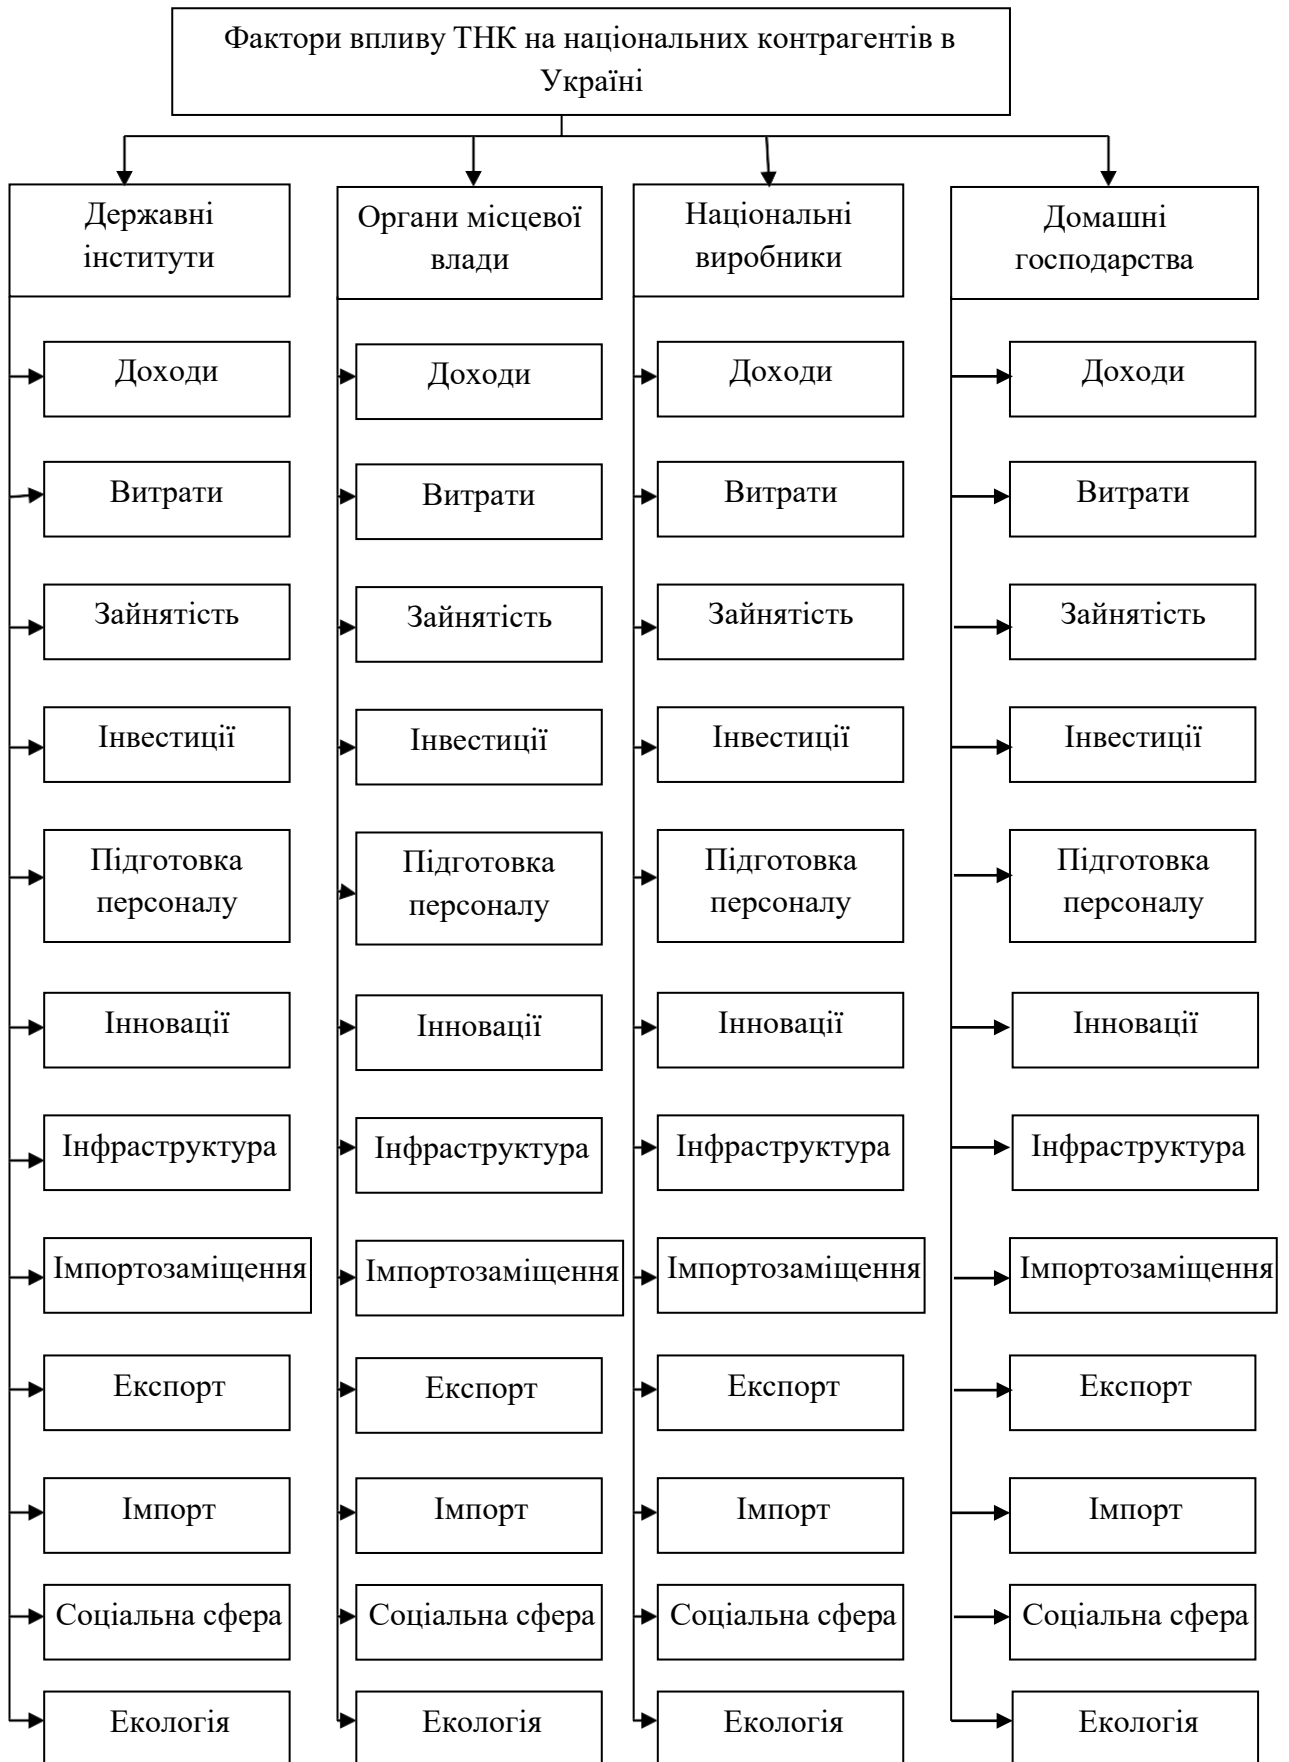 Фактори впливу ТНК на національних контрагентів в
Україні
Державні
інститути
Доходи
Витрати
Зайнятість
Інвестиції
Підготовка
персоналу
Інновації
Інфраструктура
Імпортозаміщення
Експорт
Імпорт
Соціальна сфера
Екологія
Органи місцевої
влади
Доходи
Витрати
Зайнятість
Інвестиції
Підготовка
персоналу
Інновації
Інфраструктура
Імпортозаміщення
Експорт
Імпорт
Соціальна сфера
Екологія
Національні
виробники
Доходи
Витрати
Зайнятість
Інвестиції
Підготовка
персоналу
Інновації
Інфраструктура
Імпортозаміщення
Експорт
Імпорт
Соціальна сфера
Екологія
Домашні
господарства
Доходи
Витрати
Зайнятість
Інвестиції
Підготовка
персоналу
Інновації
Інфраструктура
Імпортозаміщення
Експорт
Імпорт
Соціальна сфера
Екологія